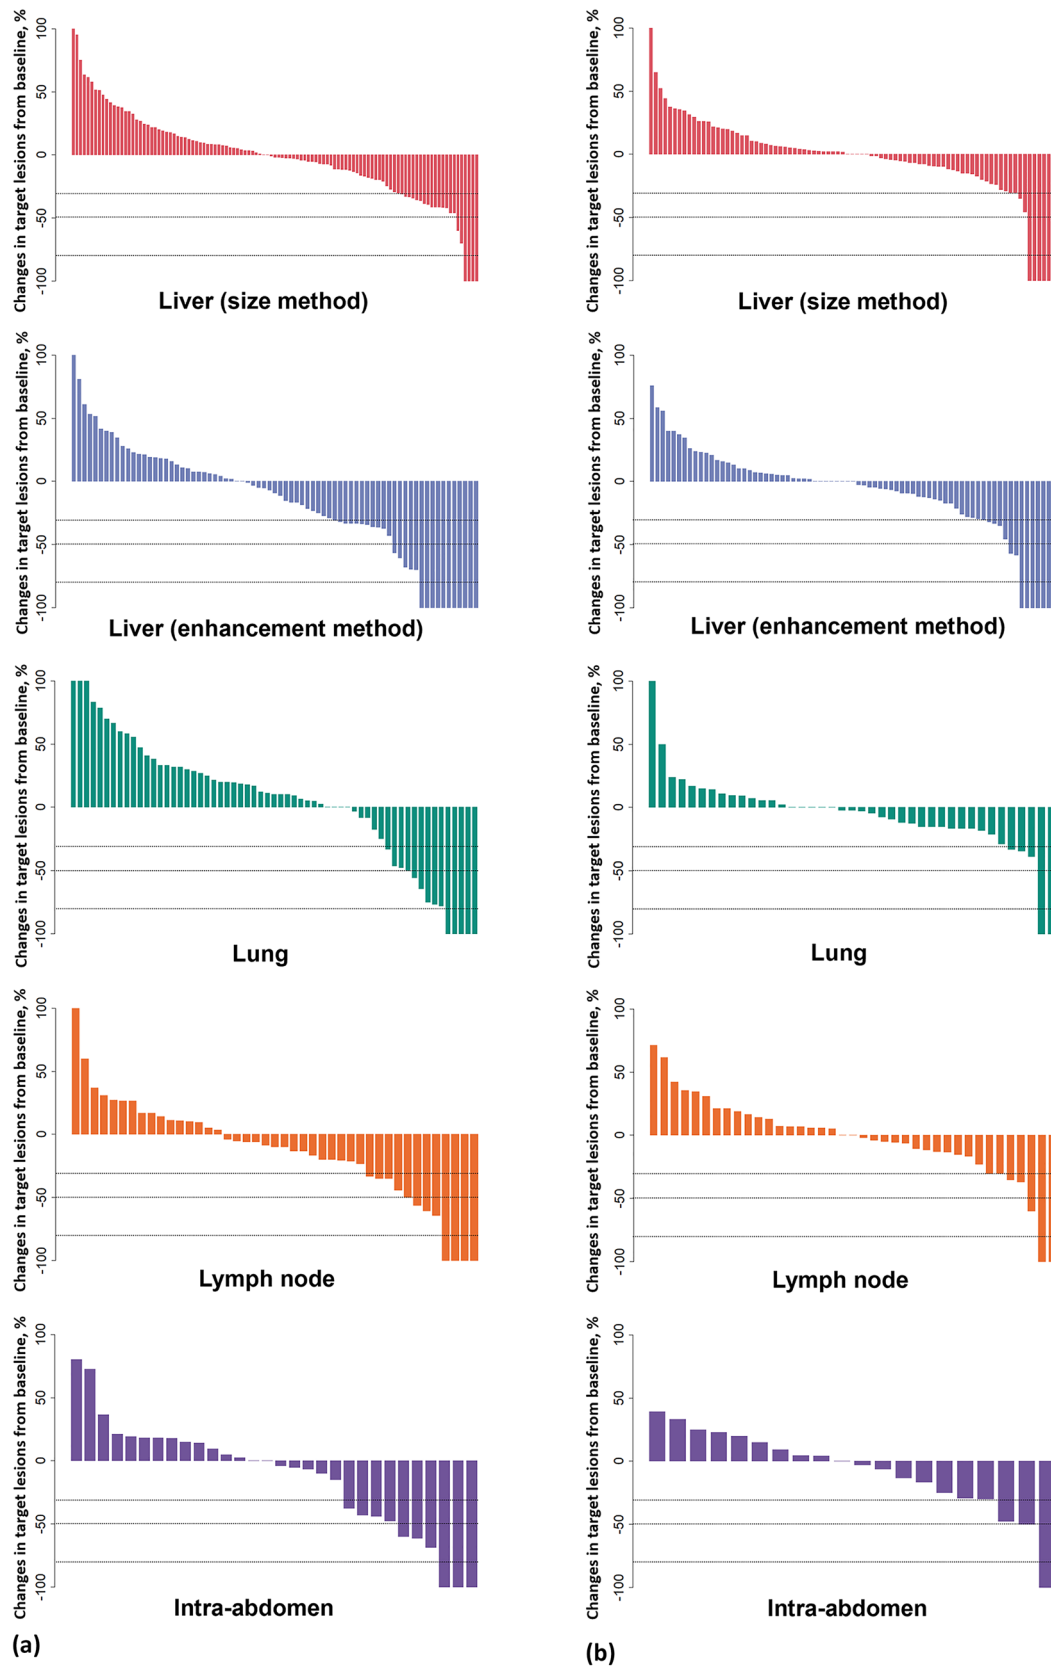 Changes in target lesions from baseline, %
100
50
0
-50
-100
Liver (size method)
Changes in target lesions from baseline, %
100
50
0
-50
-100
Liver (size method)
Changes in target lesions from baseline, %
100
50
0
-50
-100
Liver (enhancement method)
Changes in target lesions from baseline, %
100
50
0
-50
-100
Liver (enhancement method)
Changes in target lesions from baseline, %
100
50
0
-50
-100
Lung
Changes in target lesions from baseline, %
100
50
0
-50
-100
Lung
Changes in target lesions from baseline, %
100
50
0
-50
-100
Lymph node
Changes in target lesions from baseline, %
100
50
0
-50
-100
Lymph node
Changes in target lesions from baseline, %
100
50
0
-50
-100
Intra-abdomen
Changes in target lesions from baseline, %
100
50
0
-50
-100
Intra-abdomen
(a)
(b)